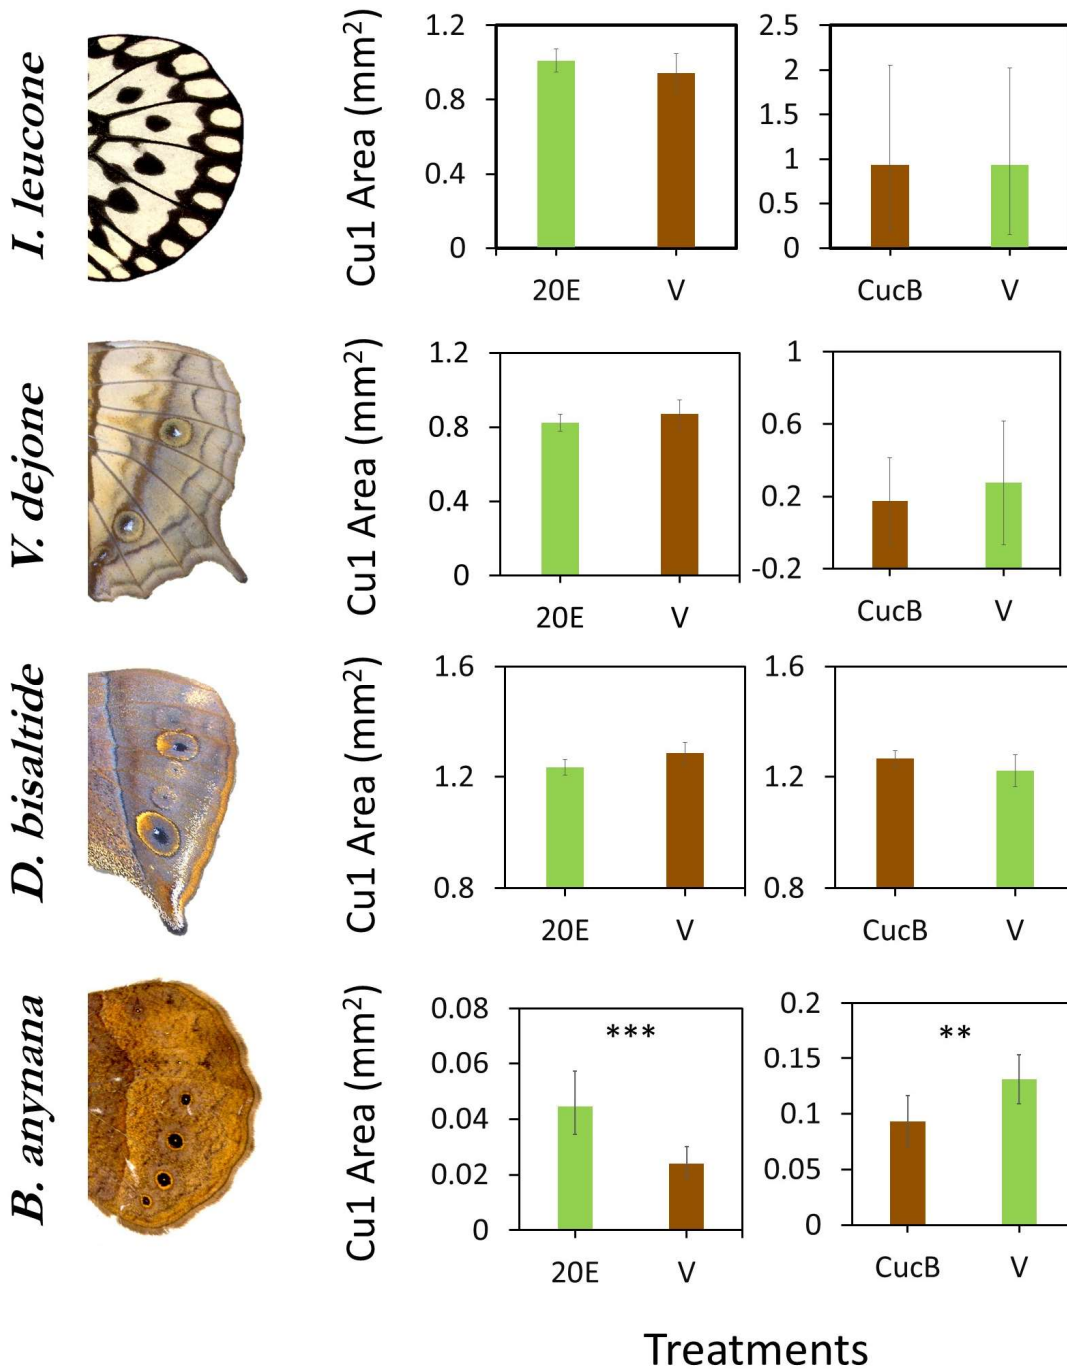 I. leucone
Cu1 Area (mm²)
1.2
0.8
0.4
0
20E V
2.5
2
1.5
1
0.5
0
CucB V
V. dejone
Cu1 Area (mm²)
1.2
0.8
0.4
0
20E V
1
0.6
0.2
-0.2
CucB V
D. bisaltide
Cu1 Area (mm²)
1.6
1.2
0.8
20E V
1.6
1.2
0.8
CucB V
B. anynana
Cu1 Area (mm²)
0.08
0.06
0.04
0.02
0
***
20E V
0.2
0.15
0.1
0.05
0
**
CucB V
Treatments